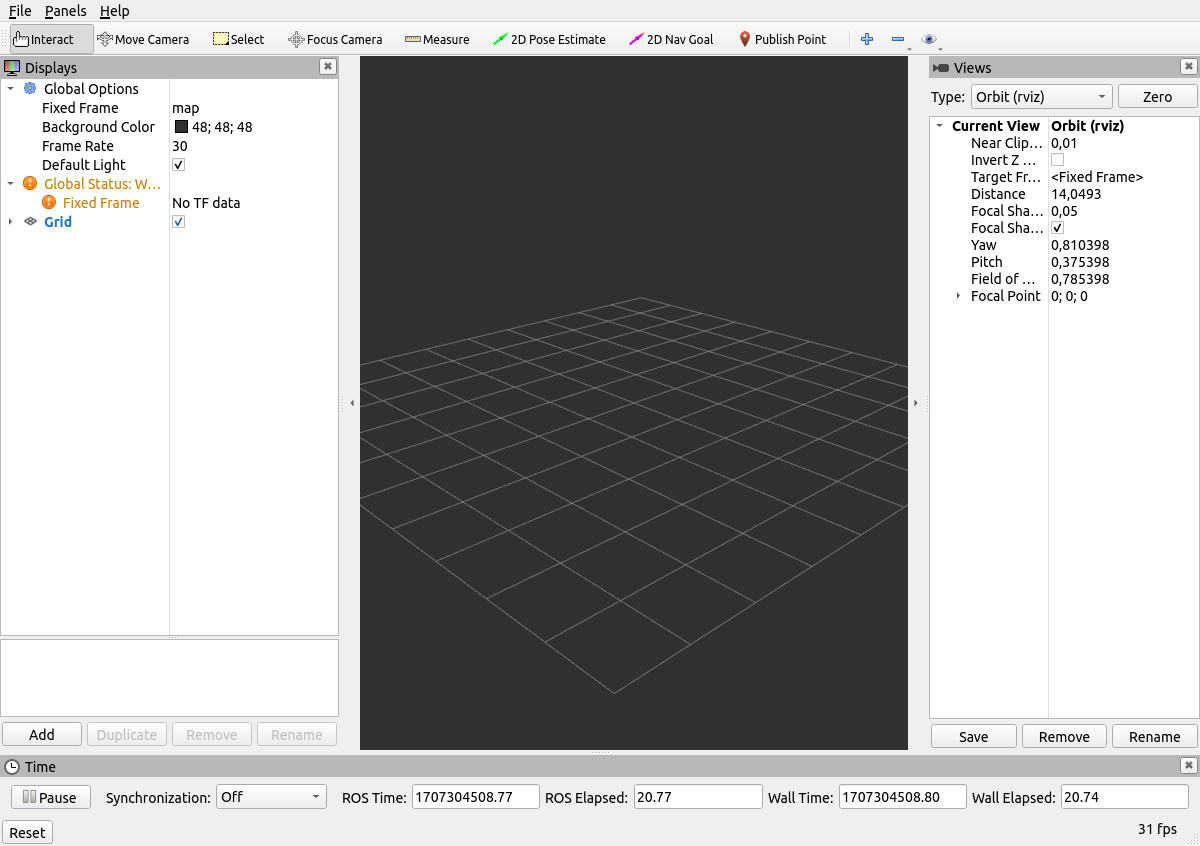 File Panels Help
Interact Move Camera Select Focus Camera Measure 2D Pose Estimate 2D Nav Goal Publish Point
Displays
Global Options
Fixed Frame map
Background Color 48; 48; 48
Frame Rate 30
Default Light
Global Status: W...
Fixed Frame No TF data
Grid
Add Duplicate Remove Rename
Views
Type: Orbit (rviz) Zero
Current View Orbit (rviz)
Near Clip... 0,01
Invert Z ...
Target Fr... <Fixed Frame>
Distance 14,0493
Focal Sha... 0,05
Focal Sha...
Yaw 0,810398
Pitch 0,375398
Field of ... 0,785398
Focal Point 0; 0; 0
Save Remove Rename
Time
Pause Synchronization: Off ROS Time: 1707304508.77 ROS Elapsed: 20.77 Wall Time: 1707304508.80 Wall Elapsed: 20.74
Reset 31 fps